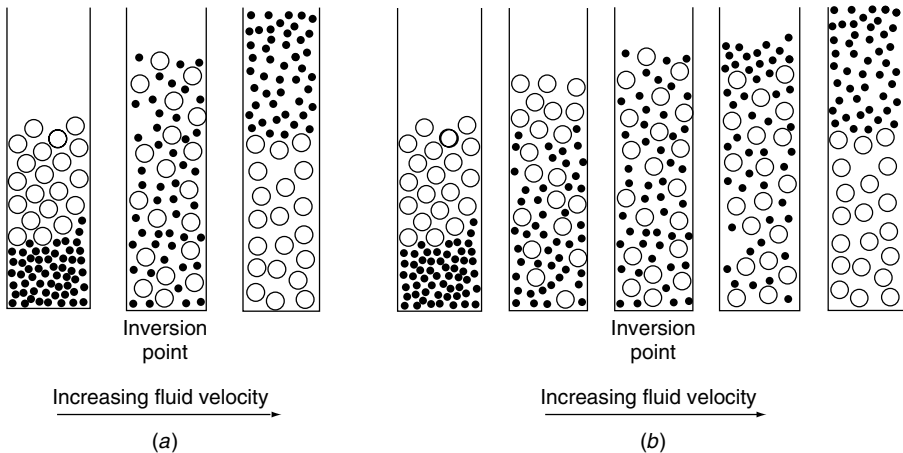 Inversion
point
Increasing fluid velocity
(a)
Inversion
point
Increasing fluid velocity
(b)